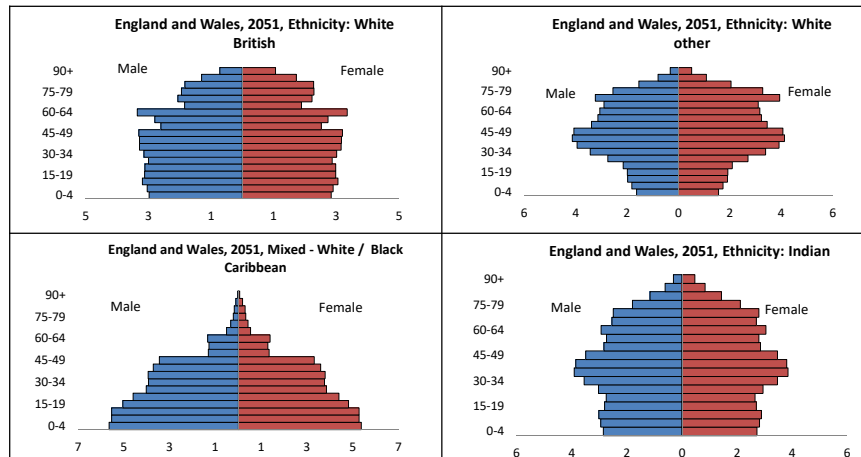 England and Wales, 2051, Ethnicity: White
British
Male
Female
90+
75-79
60-64
45-49
30-34
15-19
0-4
5 3 1 1 3 5
England and Wales, 2051, Ethnicity: White
other
Male
Female
90+
75-79
60-64
45-49
30-34
15-19
0-4
6 4 2 0 2 4 6
England and Wales, 2051, Mixed - White / Black
Caribbean
Male
Female
90+
75-79
60-64
45-49
30-34
15-19
0-4
7 5 3 1 1 3 5 7
England and Wales, 2051, Ethnicity: Indian
Male
Female
90+
75-79
60-64
45-49
30-34
15-19
0-4
6 4 2 0 2 4 6